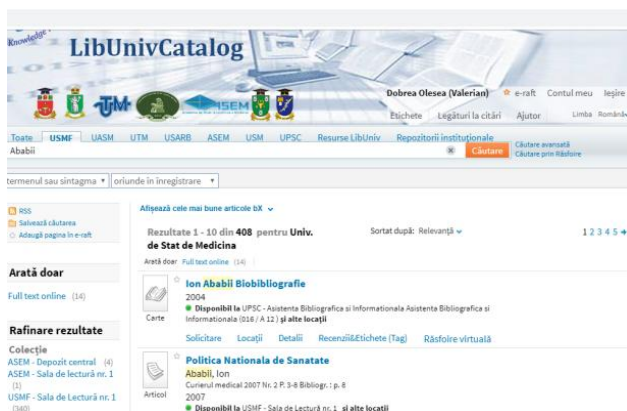 Knowledge
LibUnivCatalog
UTM
ISEM
Dobrea Olesea (Valerian) e-raft Contul meu Ieşire
Etichete Legături la citări Ajutor Limba Română
Toate USMF UASM UTM USARB ASEM USM UPSC Resurse LibUniv Repozitorii instituţionale
Ababii Căutare Căutare avansată
Căutare prin Răsfoire
termenul sau sintagma oriunde în înregistrare
RSS
Salvează căutarea
Adaugă pagina în e-raft
Arată doar
Full text online (14)
Rafinare rezultate
Colecţie
ASEM - Depozit central (4)
ASEM - Sala de lectură nr. 1
(1)
USMF - Sala de Lectură nr. 1
(340)
Afişează cele mai bune articole bX
Rezultate 1 - 10 din 408 pentru Univ.
de Stat de Medicina
Sortat după: Relevanţă
1 2 3 4 5
Arată doar Full text online (14)
Carte
Ion Ababii Biobibliografie
2004
Disponibil la UPSC - Asistenta Bibliografica si Informationala Asistenta Bibliografica si
Informationala (016 / A 12 ) şi alte locaţii
Solicitare Locaţii Detalii Recenzii&Etichete (Tag) Răsfoire virtuală
Articol
Politica Nationala de Sanatate
Ababii, Ion
Curierul medical 2007 Nr. 2 P. 3-8 Bibliogr. : p. 8
2007
Disponibil la USMF - Sala de Lectură nr. 1 şi alte locaţii